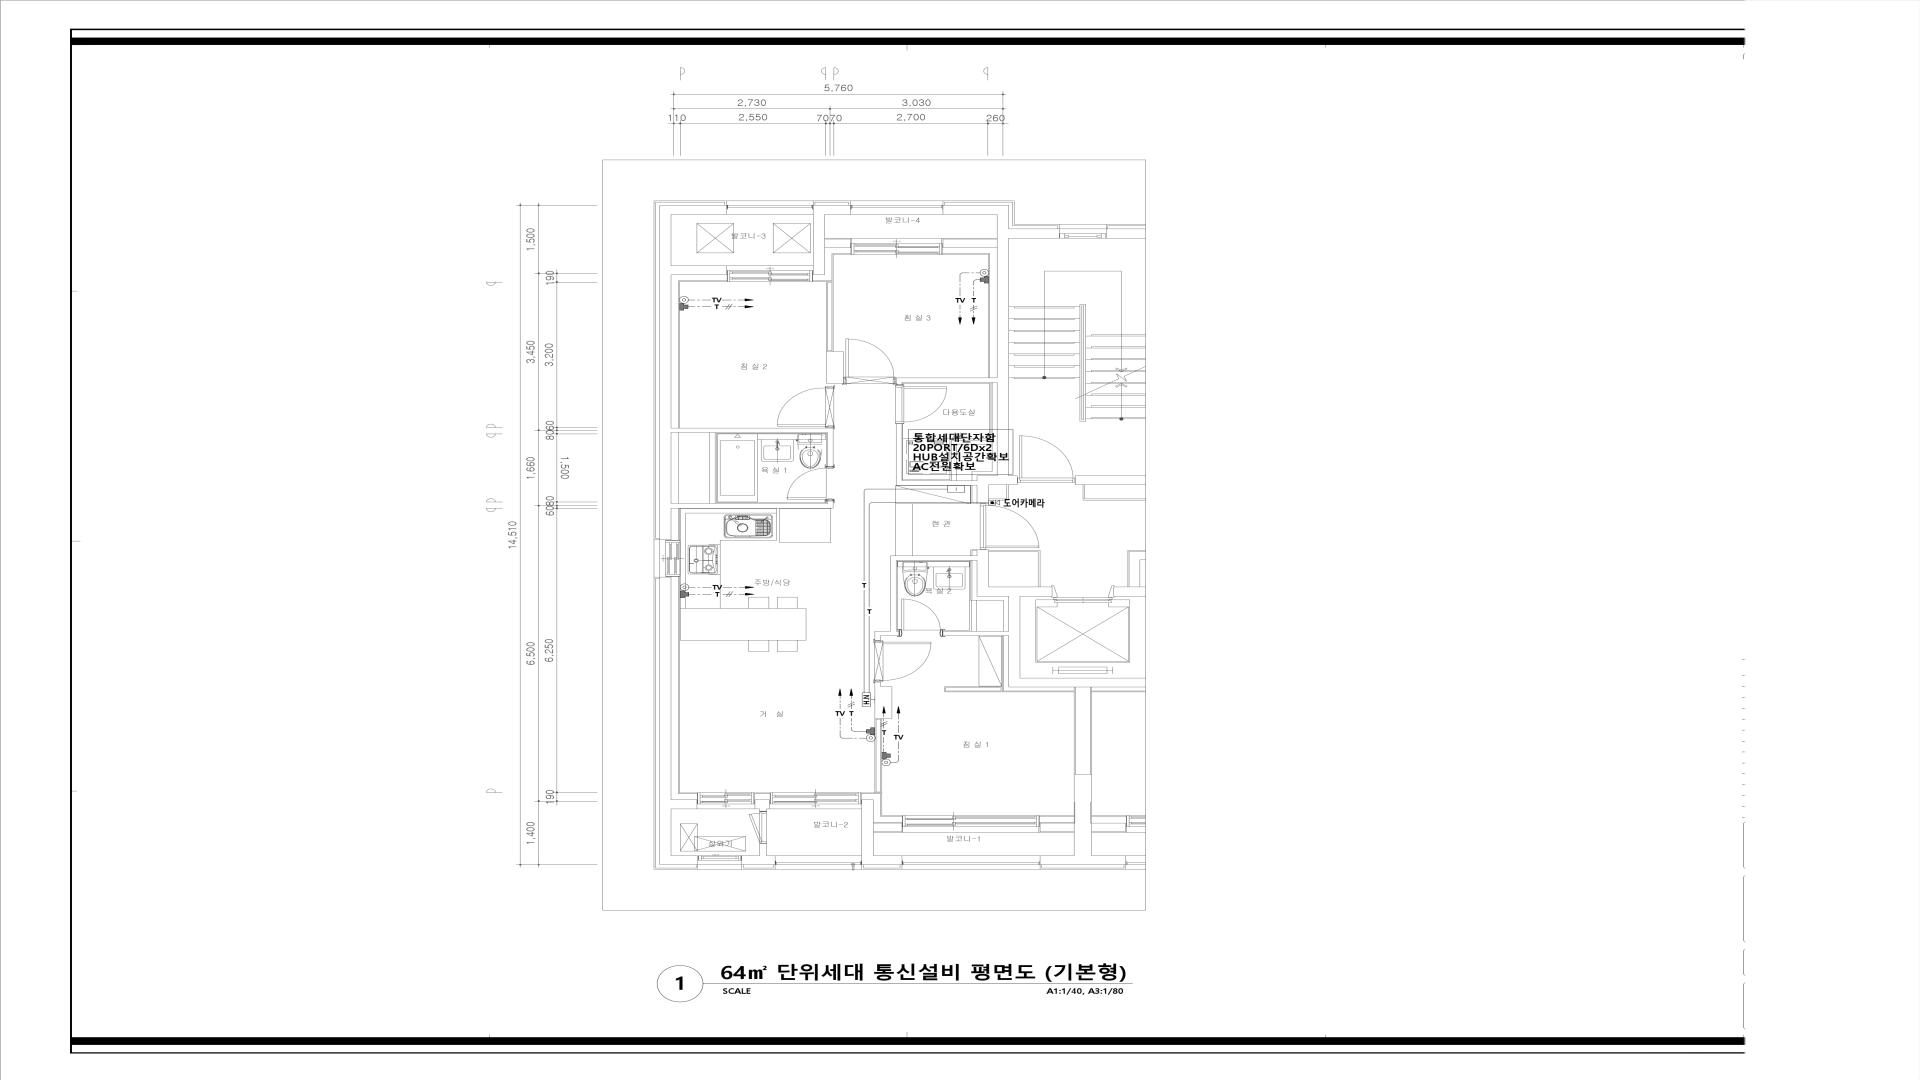 5,760
2,730
3,030
110
2,550
7070
2,700
260
발코니-4
발코니-3
1,500
190
TV
T
TV
T
침 실 3
3,450
3,200
침 실 2
다용도실
8060
통합세대단자함
20PORT/6Dx2
HUB설치공간확보
AC전원확보
욕 실 1
1,660
1,500
6080
도어카메라
현 관
14,510
주방/식당
TV
T
T
욕 실 2
T
6,500
6,250
거 실
TV
T
T
TV
침 실 1
190
발코니-2
1,400
발코니-1
실외기
1
64㎡ 단위세대 통신설비 평면도 (기본형)
SCALE
A1:1/40, A3:1/80